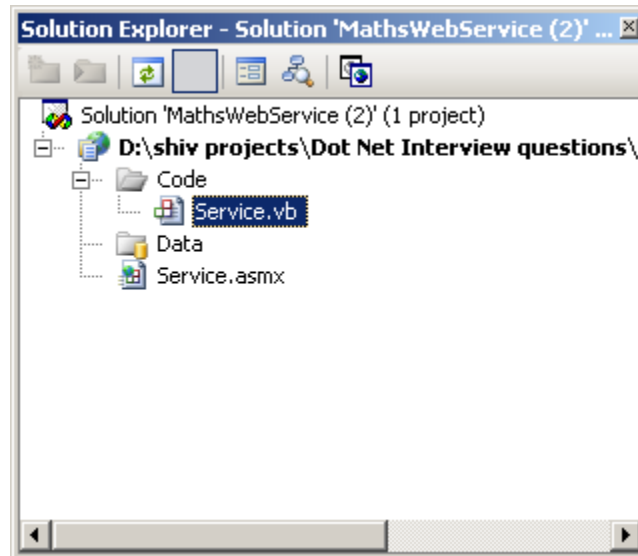 Solution Explorer - Solution 'MathsWebService (2)' ...
Solution 'MathsWebService (2)' (1 project)
D:\shiv projects\Dot Net Interview questions\
Code
Service.vb
Data
Service.asmx